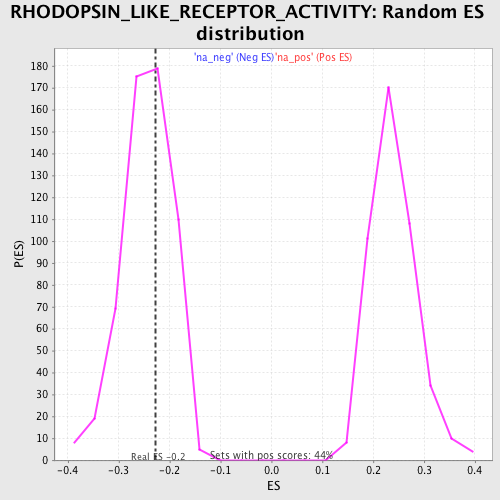 RHODOPSIN_LIKE_RECEPTOR_ACTIVITY: Random ES
distribution
'na_neg' (Neg ES) 'na_pos' (Pos ES)
180
170
160
150
140
130
120
110
100
90
80
70
60
50
40
30
20
10
0
P(ES)
Real ES -0.2
Sets with pos scores: 44%
-0.4 -0.3 -0.2 -0.1 0.0 0.1 0.2 0.3 0.4
ES